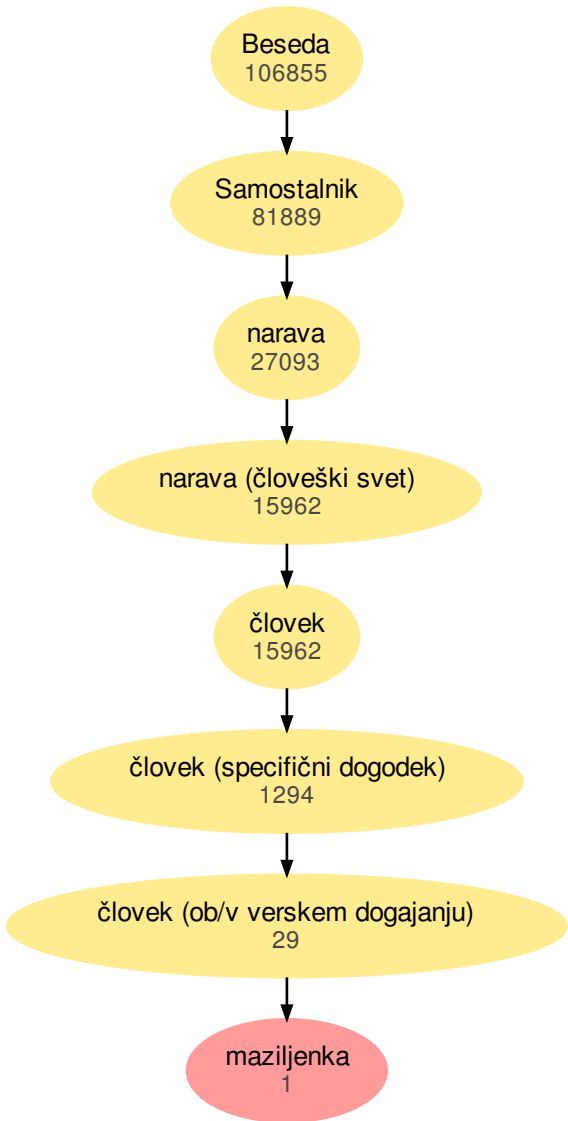 Beseda
106855
Samostalnik
81889
narava
27093
narava (človeški svet)
15962
človek
15962
človek (specifični dogodek)
1294
človek (ob/v verskem dogajanju)
29
maziljenka
1